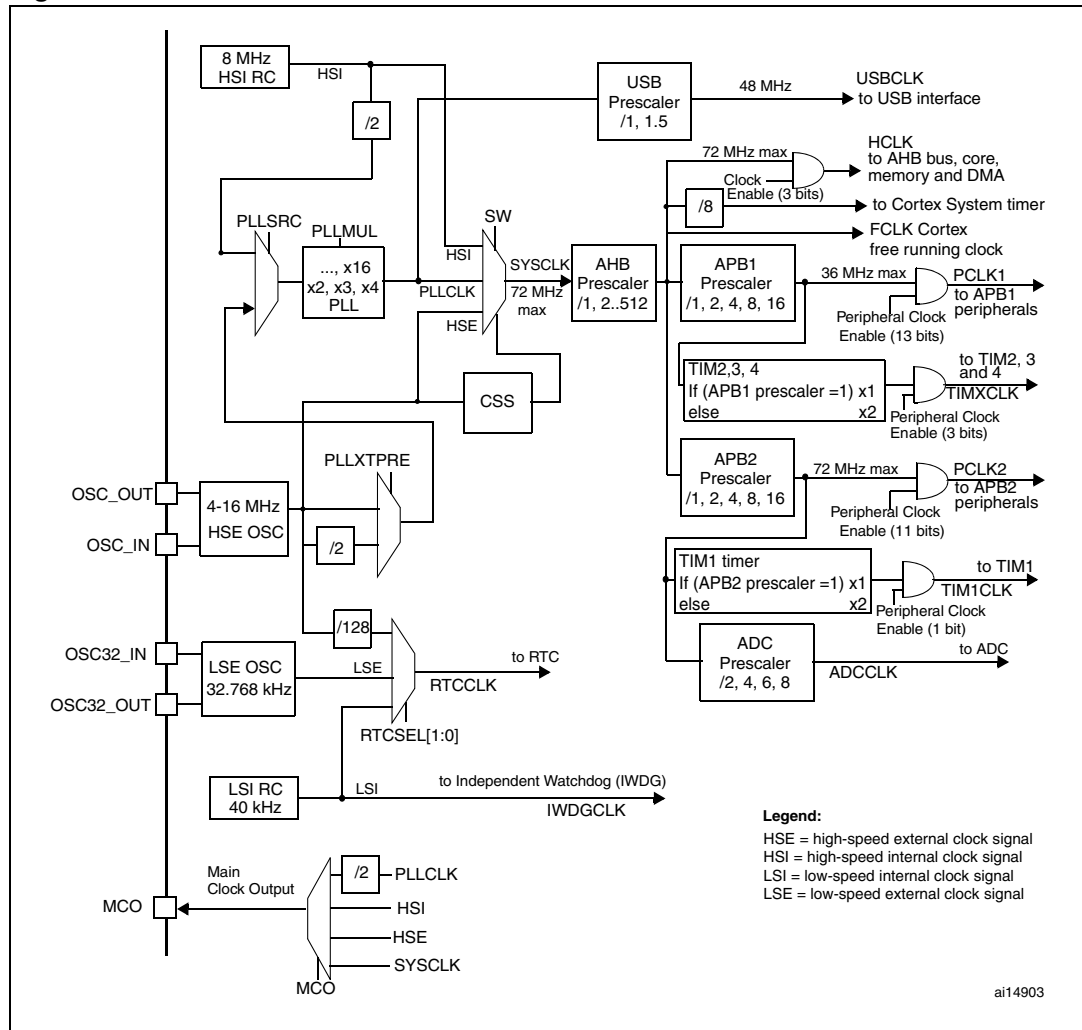 8 MHz
HSI RC
HSI
/2
USB
Prescaler
/1, 1.5
48 MHz
USBCLK
to USB interface
72 MHz max
Clock
Enable (3 bits)
HCLK
to AHB bus, core,
memory and DMA
/8
to Cortex System timer
FCLK Cortex
free running clock
PLLSRC
PLLMUL
..., x16
x2, x3, x4
PLL
SW
HSI
PLLCLK
HSE
SYSCLK
72 MHz
max
AHB
Prescaler
/1, 2..512
APB1
Prescaler
/1, 2, 4, 8, 16
36 MHz max
PCLK1
to APB1
peripherals
Peripheral Clock
Enable (13 bits)
TIM2,3, 4
If (APB1 prescaler =1) x1
else x2
to TIM2, 3
and 4
TIMXCLK
Peripheral Clock
Enable (3 bits)
CSS
PLLXTPRE
OSC_OUT
OSC_IN
4-16 MHz
HSE OSC
/2
APB2
Prescaler
/1, 2, 4, 8, 16
72 MHz max
PCLK2
to APB2
peripherals
Peripheral Clock
Enable (11 bits)
TIM1 timer
If (APB2 prescaler =1) x1
else x2
to TIM1
TIM1CLK
Peripheral Clock
Enable (1 bit)
ADC
Prescaler
/2, 4, 6, 8
to ADC
ADCCLK
/128
OSC32_IN
OSC32_OUT
LSE OSC
32.768 kHz
LSE
to RTC
RTCCLK
RTCSEL[1:0]
LSI RC
40 kHz
LSI
to Independent Watchdog (IWDG)
IWDGCLK
Legend:
HSE = high-speed external clock signal
HSI = high-speed internal clock signal
LSI = low-speed internal clock signal
LSE = low-speed external clock signal
Main
Clock Output
MCO
/2
PLLCLK
HSI
HSE
SYSCLK
MCO
ai14903